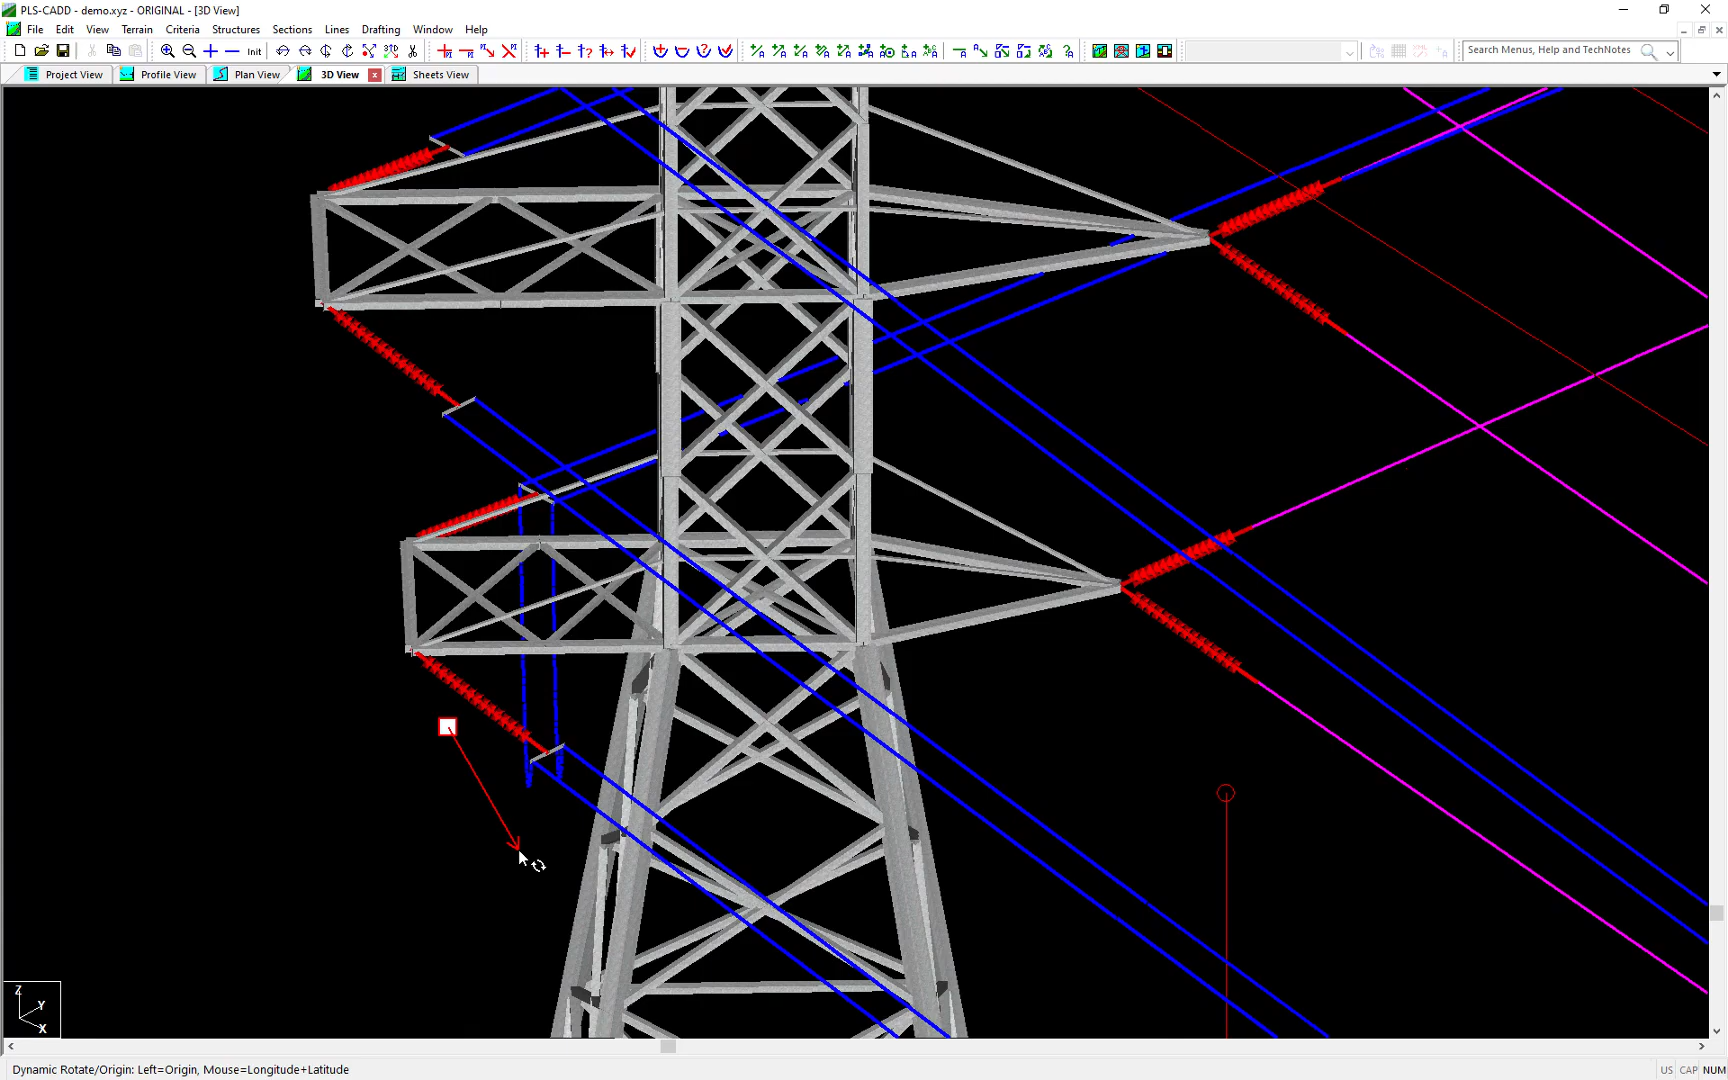 PLS-CADD - demo.xyz - ORIGINAL - [3D View]
File Edit View Terrain Criteria Structures Sections Lines Drafting Window Help
Init Search Menus, Help and TechNotes
Project View Profile View Plan View 3D View Sheets View
Z
Y
X
Dynamic Rotate/Origin: Left=Origin, Mouse=Longitude+Latitude US CAP NUM